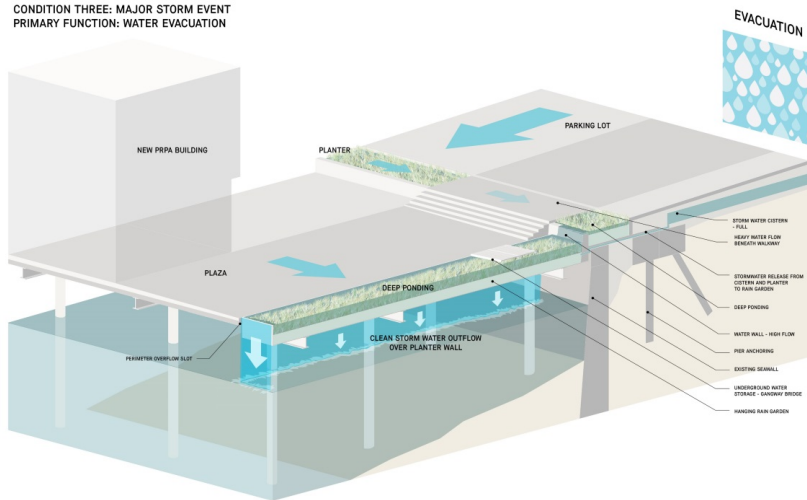 CONDITION THREE: MAJOR STORM EVENT
PRIMARY FUNCTION: WATER EVACUATION
EVACUATION
PARKING LOT
NEW PRPA BUILDING
PLANTER
STORM WATER CISTERN
- FULL
HEAVY WATER FLOW
BENEATH WALKWAY
PLAZA
STORMWATER RELEASE FROM
CISTERN AND PLANTER
TO RAIN GARDEN
DEEP PONDING
DEEP PONDING
WATER WALL - HIGH FLOW
CLEAN STORM WATER OUTFLOW
OVER PLANTER WALL
PERIMETER OVERFLOW SLOT
PIER ANCHORING
EXISTING SEAWALL
UNDERGROUND WATER
STORAGE - GANGWAY BRIDGE
HANGING RAIN GARDEN